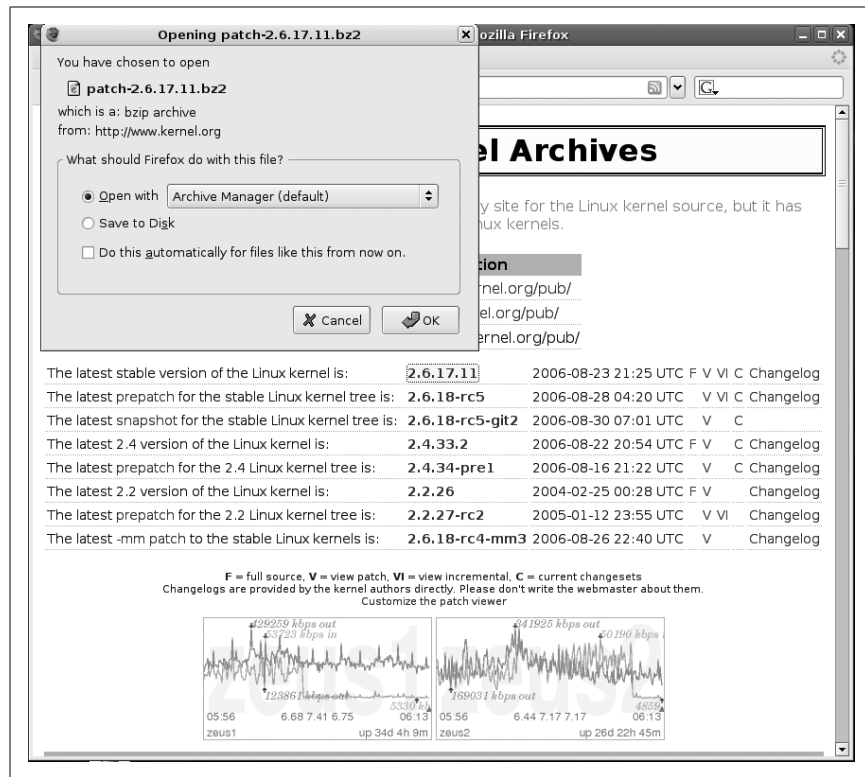 Opening patch-2.6.17.11.bz2
ozilla Firefox
You have chosen to open
patch-2.6.17.11.bz2
which is a: bzip archive
from: http://www.kernel.org
What should Firefox do with this file?
Open with Archive Manager (default)
Save to Disk
Do this automatically for files like this from now on.
Cancel OK
G
el Archives
y site for the Linux kernel source, but it has
nux kernels.
tion
rnel.org/pub/
el.org/pub/
ernel.org/pub/
The latest stable version of the Linux kernel is: 2.6.17.11 2006-08-23 21:25 UTC F V VI C Changelog
The latest prepatch for the stable Linux kernel tree is: 2.6.18-rc5 2006-08-28 04:20 UTC V VI C Changelog
The latest snapshot for the stable Linux kernel tree is: 2.6.18-rc5-git2 2006-08-30 07:01 UTC V C
The latest 2.4 version of the Linux kernel is: 2.4.33.2 2006-08-22 20:54 UTC F V C Changelog
The latest prepatch for the 2.4 Linux kernel tree is: 2.4.34-pre1 2006-08-16 21:22 UTC V C Changelog
The latest 2.2 version of the Linux kernel is: 2.2.26 2004-02-25 00:28 UTC F V Changelog
The latest prepatch for the 2.2 Linux kernel tree is: 2.2.27-rc2 2005-01-12 23:55 UTC V VI Changelog
The latest -mm patch to the stable Linux kernels is: 2.6.18-rc4-mm3 2006-08-26 22:40 UTC V Changelog
F = full source, V = view patch, VI = view incremental, C = current changesets
Changelogs are provided by the kernel authors directly. Please don't write the webmaster about them.
Customize the patch viewer
429259 kbps out
53723 kbps in
zeus1
123861 kbps out
5330 kb
05:56 6.68 7.41 6.75 06:13
zeus1 up 34d 4h 9m
341925 kbps out
50190 kbps
zeus2
169031 kbps out
4859
05:56 6.44 7.17 7.17 06:13
zeus2 up 26d 22h 45m